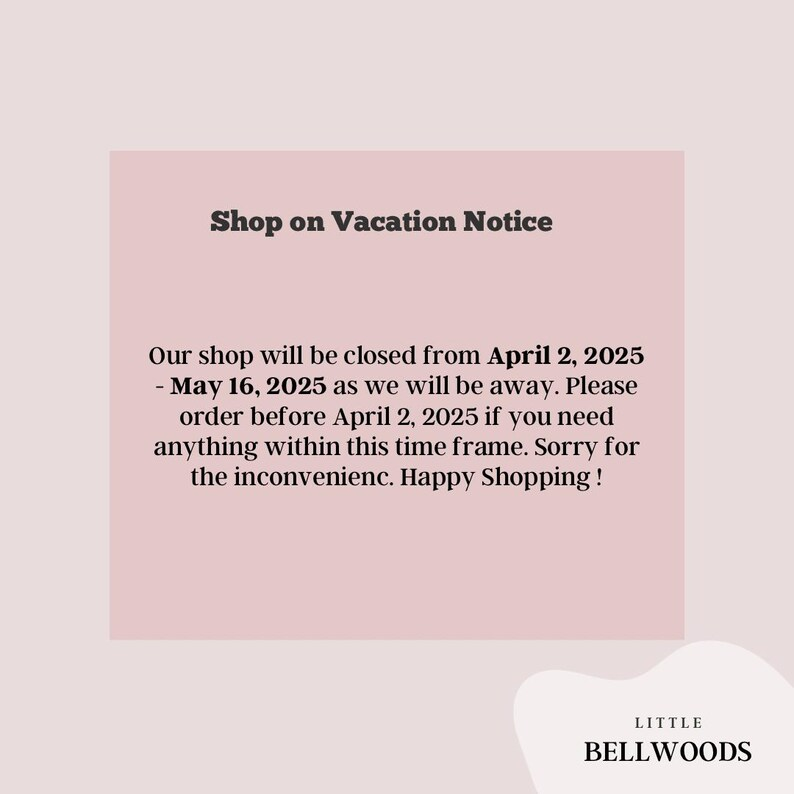 Shop on Vacation Notice
Our shop will be closed from April 2, 2025
- May 16, 2025 as we will be away. Please
order before April 2, 2025 if you need
anything within this time frame. Sorry for
the inconvenienc. Happy Shopping !
LITTLE
BELLWOODS